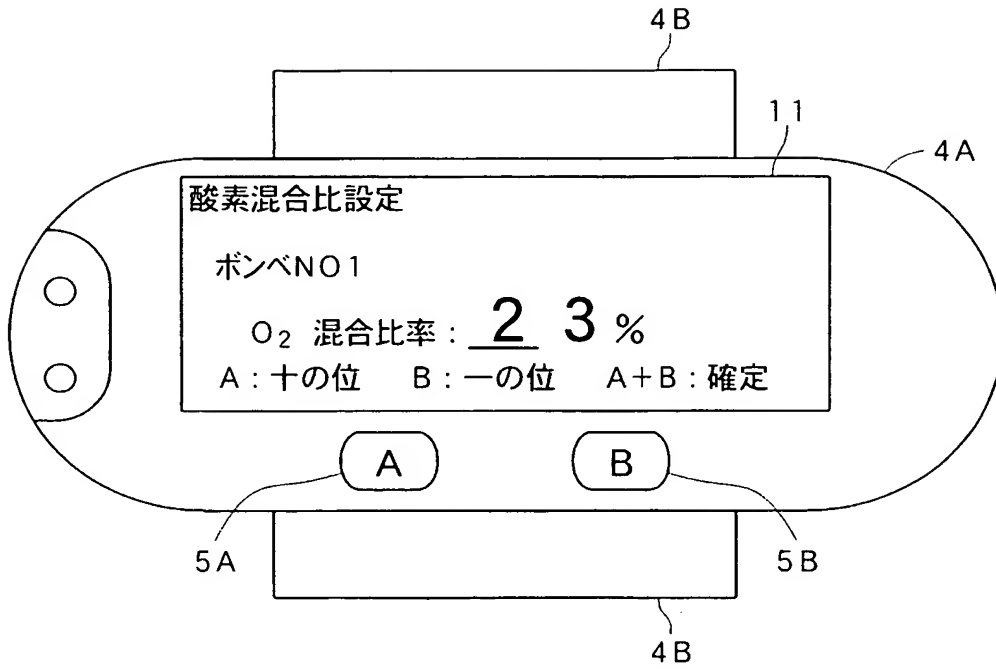 4B
11
4A
酸素混合比設定
ボンベNO1
O₂ 混合比率：2 3 %
A：十の位 B：一の位 A+B：確定
A B
5A 5B
4B